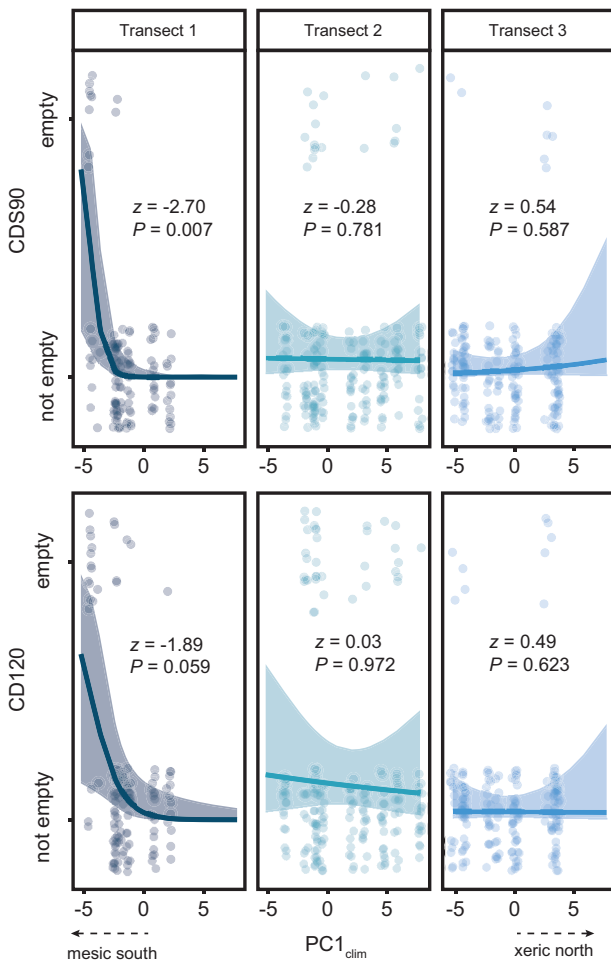 Transect 1 Transect 2 Transect 3
CDS90
empty
not empty
z = -2.70
P = 0.007
z = -0.28
P = 0.781
z = 0.54
P = 0.587
-5 0 5 -5 0 5 -5 0 5
CD120
empty
not empty
z = -1.89
P = 0.059
z = 0.03
P = 0.972
z = 0.49
P = 0.623
-5 0 5 -5 0 5 -5 0 5
mesic south PC1clim xeric north